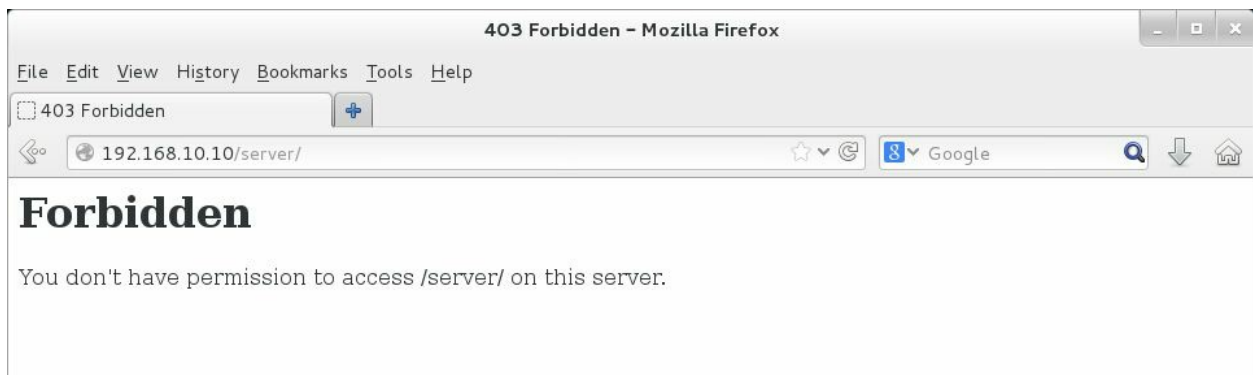 403 Forbidden – Mozilla Firefox
File Edit View History Bookmarks Tools Help
403 Forbidden
192.168.10.10/server/
Google
Forbidden
You don't have permission to access /server/ on this server.